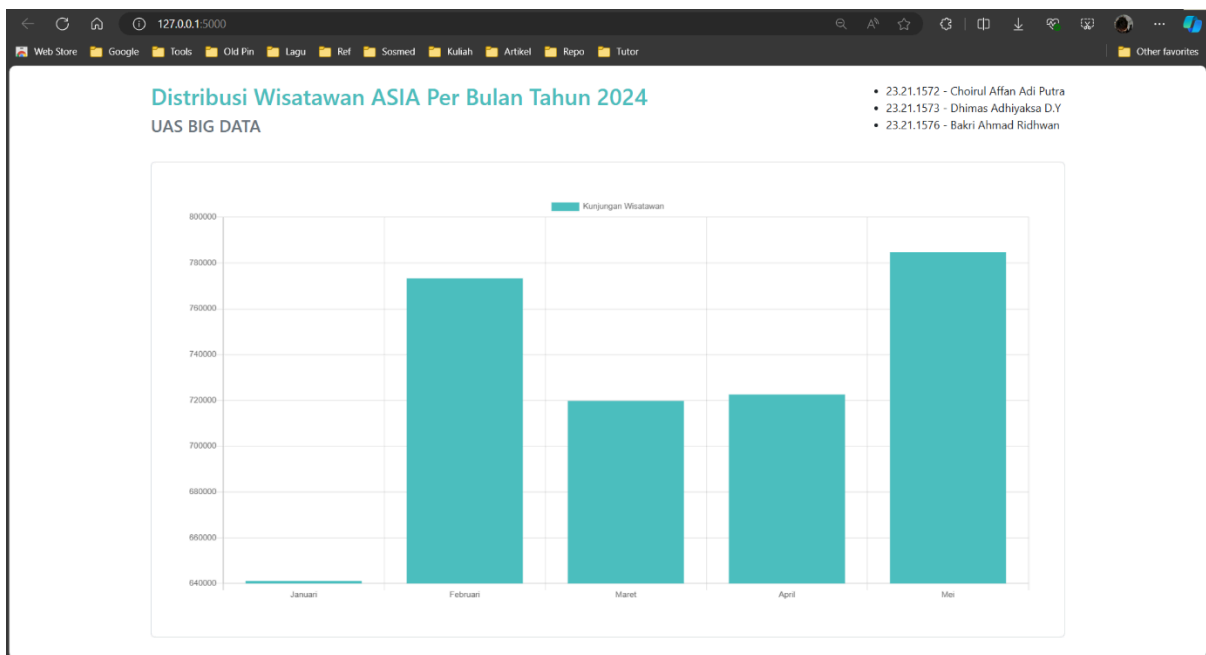 127.0.0.1:5000
Web Store Google Tools Old Pin Lagu Ref Sosmed Kuliah Artikel Repo Tutor Other favorites
Distribusi Wisatawan ASIA Per Bulan Tahun 2024
UAS BIG DATA
• 23.21.1572 - Choirul Affan Adi Putra
• 23.21.1573 - Dhimas Adhiyaksa D.Y
• 23.21.1576 - Bakri Ahmad Ridhwan
Kunjungan Wisatawan
800000
780000
760000
740000
720000
700000
680000
660000
640000
Januari Februari Maret April Mei